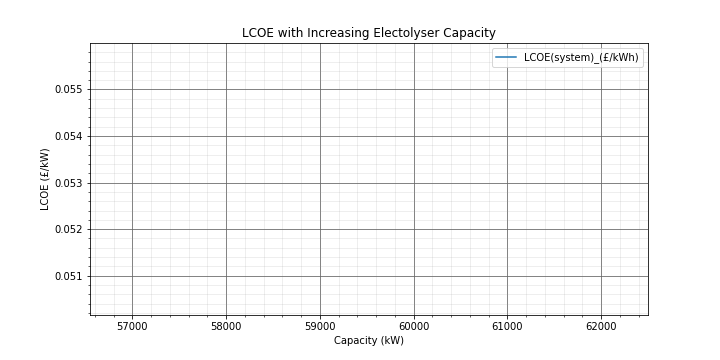 LCOE with Increasing Electolyser Capacity
LCOE(system)_(£/kWh)
LCOE (£/kW)
0.055
0.054
0.053
0.052
0.051
57000 58000 59000 60000 61000 62000
Capacity (kW)